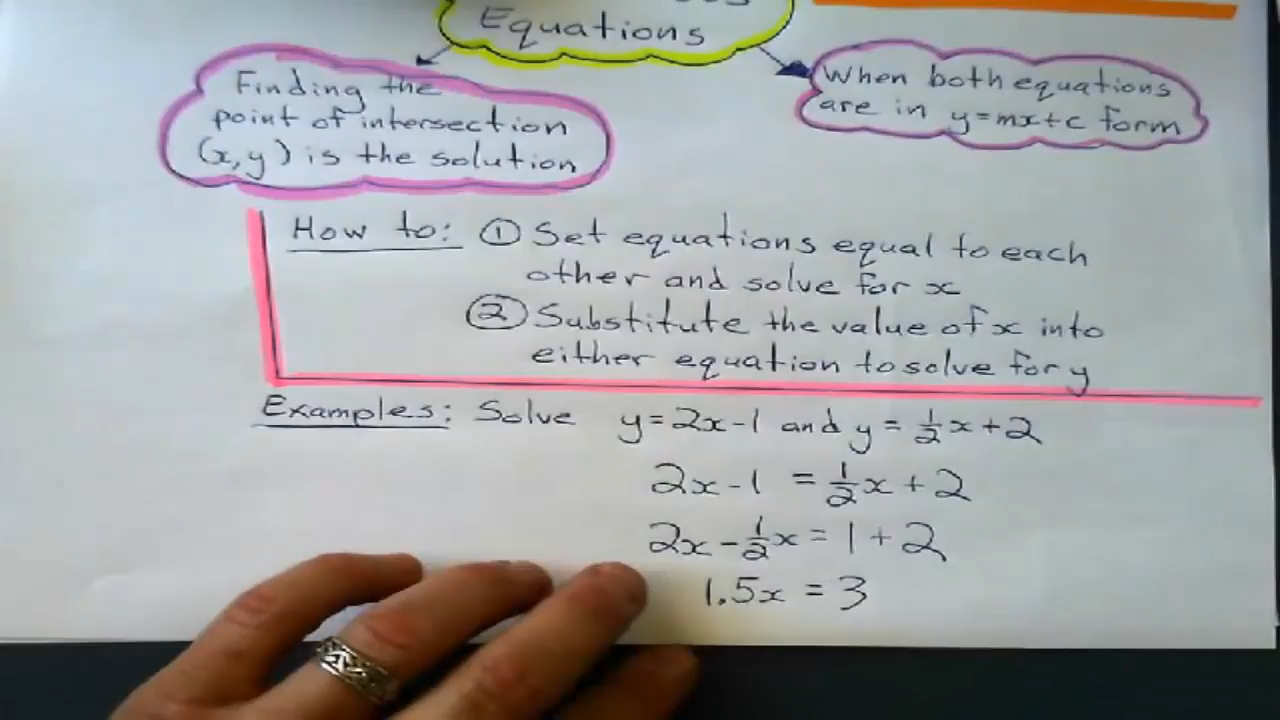 Equations
Finding the
point of intersection
(x,y) is the solution
When both equations
are in y=mx+c form
How to: ① Set equations equal to each
other and solve for x
② Substitute the value of x into
either equation to solve for y
Examples: Solve y=2x-1 and y=½x+2
2x-1 = ½x+2
2x-½x=1+2
1.5x = 3